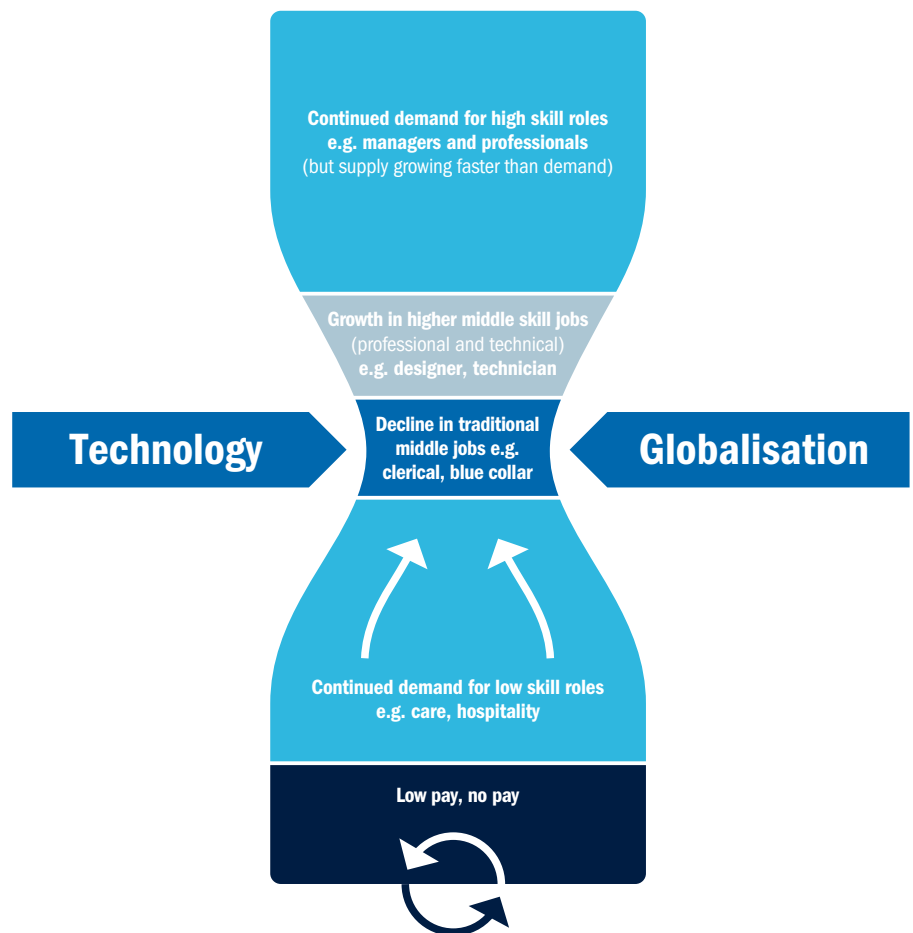 Continued demand for high skill roles
e.g. managers and professionals
(but supply growing faster than demand)
Growth in higher middle skill jobs
(professional and technical)
e.g. designer, technician
Technology
Decline in traditional
middle jobs e.g.
clerical, blue collar
Globalisation
Continued demand for low skill roles
e.g. care, hospitality
Low pay, no pay